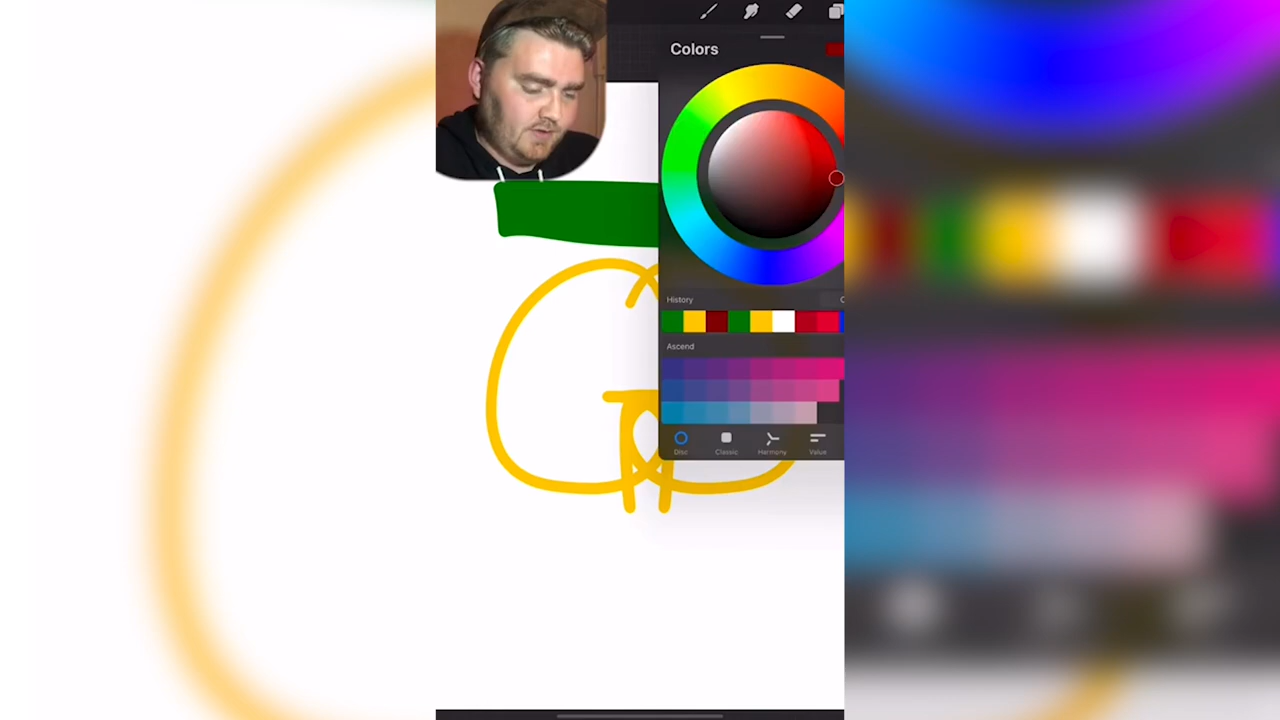 Colors
History
Ascend
Disc
Classic
Harmony
Value